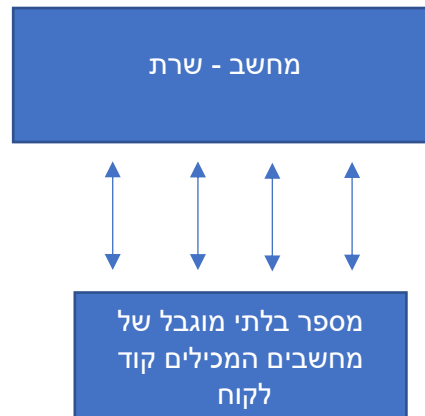 מחשב - שרת
מספר בלתי מוגבל של
מחשבים המכילים קוד
לקוח